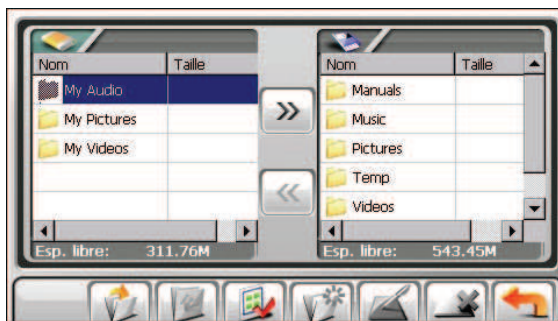 Nom Taille
My Audio
My Pictures
My Videos
Esp. libre: 311.76M
Nom Taille
Manuals
Music
Pictures
Temp
Videos
Esp. libre: 543.45M